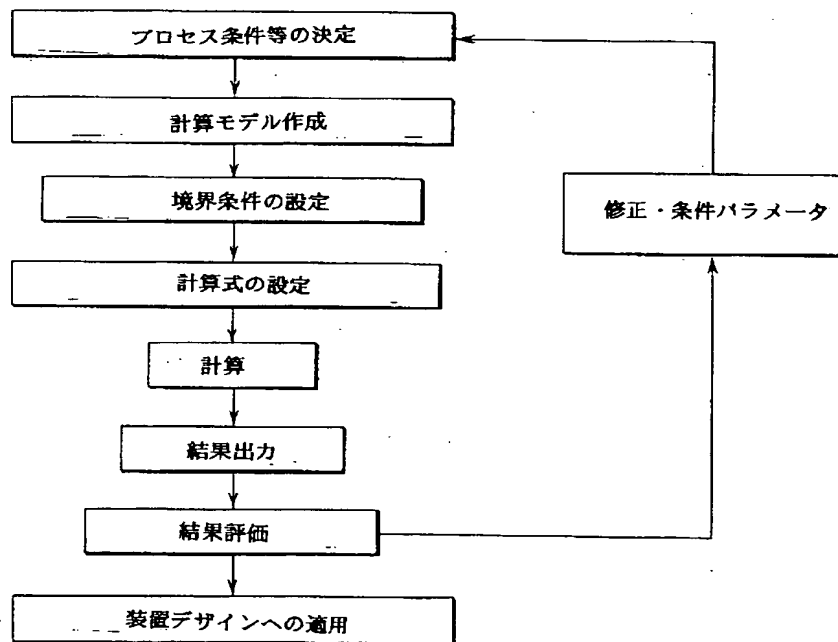 プロセス条件等の決定
計算モデル作成
境界条件の設定
修正・条件パラメータ
計算式の設定
計算
結果出力
結果評価
装置デザインへの適用